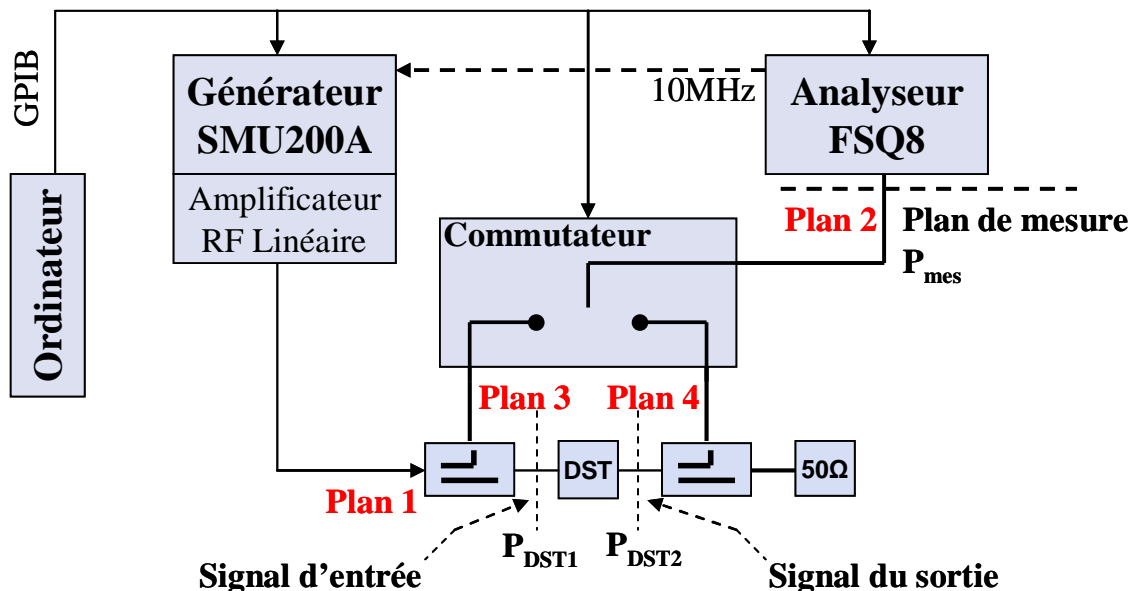 GPIB
Générateur
SMU200A
Amplificateur
RF Linéaire
10MHz
Analyseur
FSQ8
Ordinateur
Commutateur
Plan 2
Plan de mesure
Pmes
Plan 3
Plan 4
DST
50Ω
Plan 1
PDST1
PDST2
Signal d'entrée
Signal du sortie